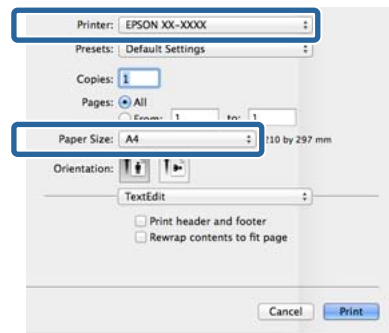 Printer: EPSON XX-XXXX
Presets: Default Settings
Copies: 1
Pages: All
From: 1 to: 1
Paper Size: A4 210 by 297 mm
Orientation:
TextEdit
Print header and footer
Rewrap contents to fit page
Cancel Print